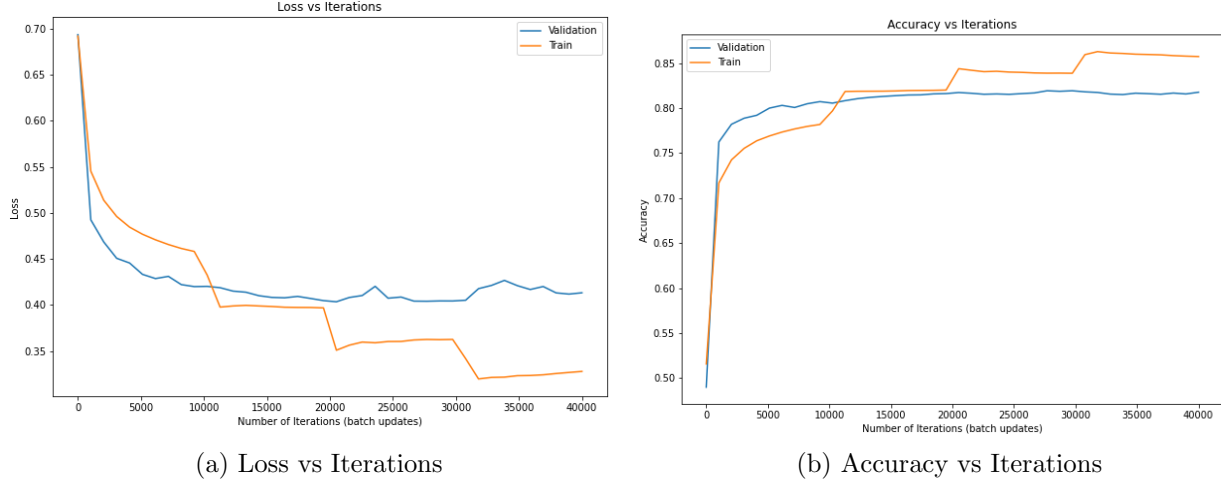 Loss vs Iterations
Validation
Train
0.70
0.65
0.60
0.55
0.50
0.45
0.40
0.35
Loss
0 5000 10000 15000 20000 25000 30000 35000 40000
Number of Iterations (batch updates)
(a) Loss vs Iterations
Accuracy vs Iterations
Validation
Train
0.85
0.80
0.75
0.70
0.65
0.60
0.55
0.50
Accuracy
0 5000 10000 15000 20000 25000 30000 35000 40000
Number of Iterations (batch updates)
(b) Accuracy vs Iterations